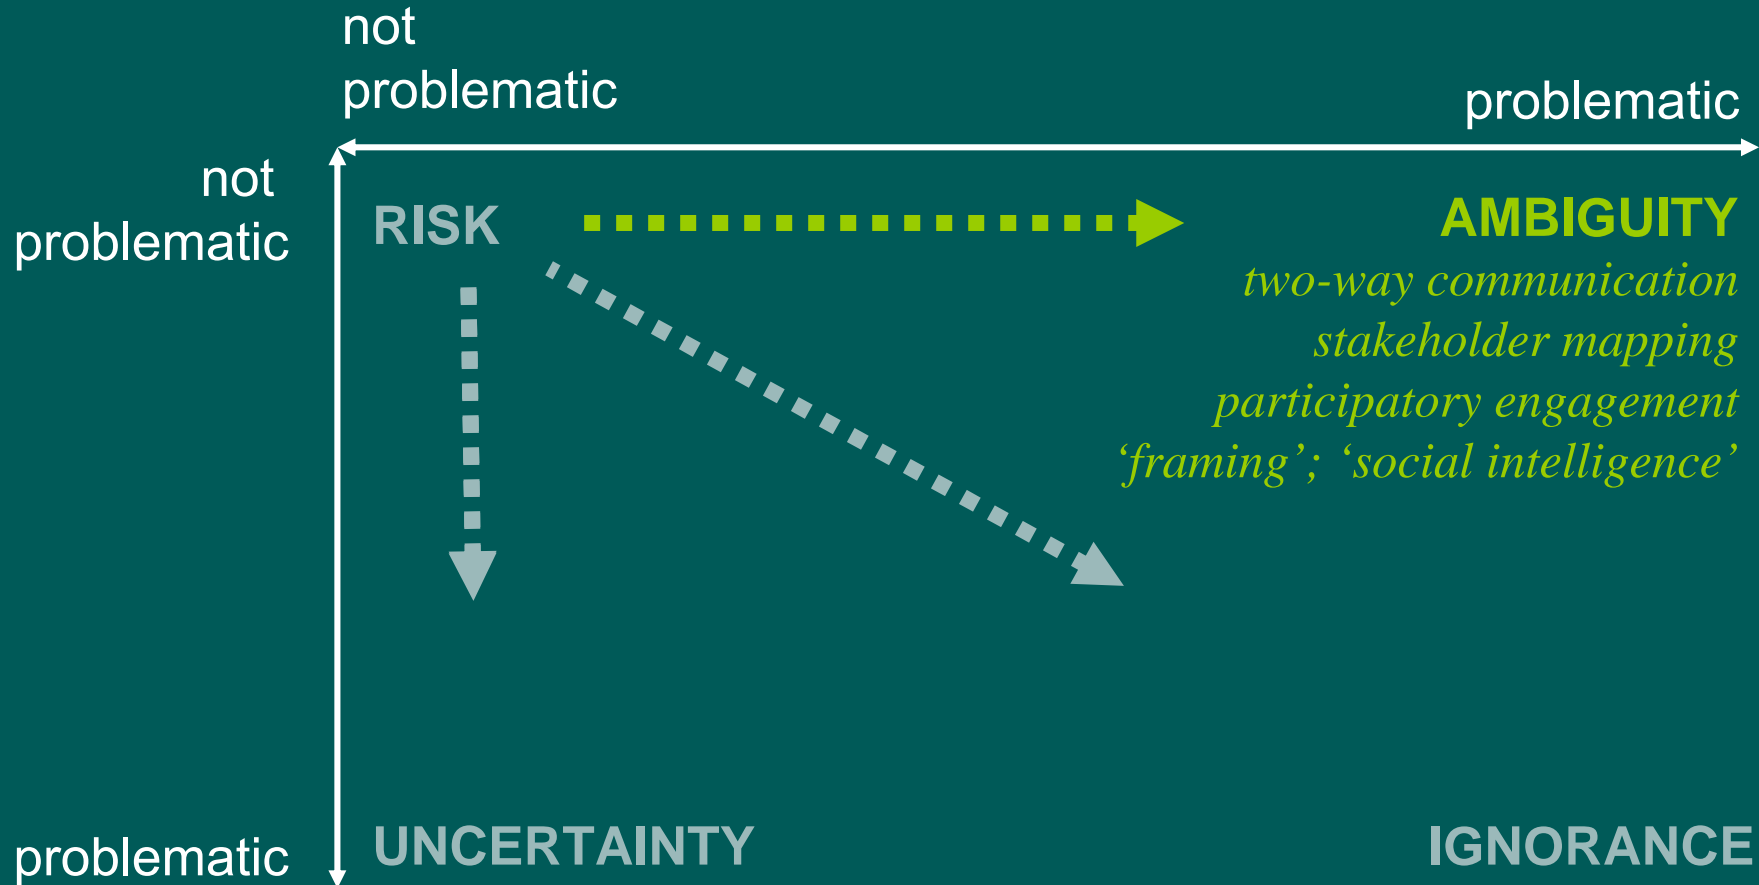 not
problematic
problematic
not
problematic
RISK
AMBIGUITY
two-way communication
stakeholder mapping
participatory engagement
‘framing’; ‘social intelligence’
problematic
UNCERTAINTY
IGNORANCE